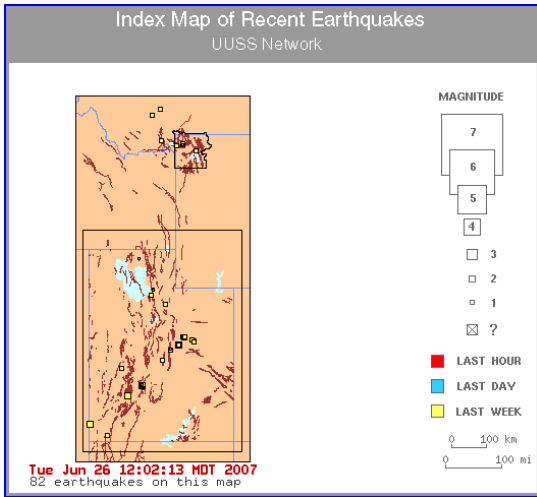 Index Map of Recent Earthquakes
UUSS Network
MAGNITUDE
7
6
5
4
3
2
1
?
LAST HOUR
LAST DAY
LAST WEEK
0 100 km
0 100 mi
Tue Jun 26 12:02:13 MDT 2007
82 earthquakes on this map